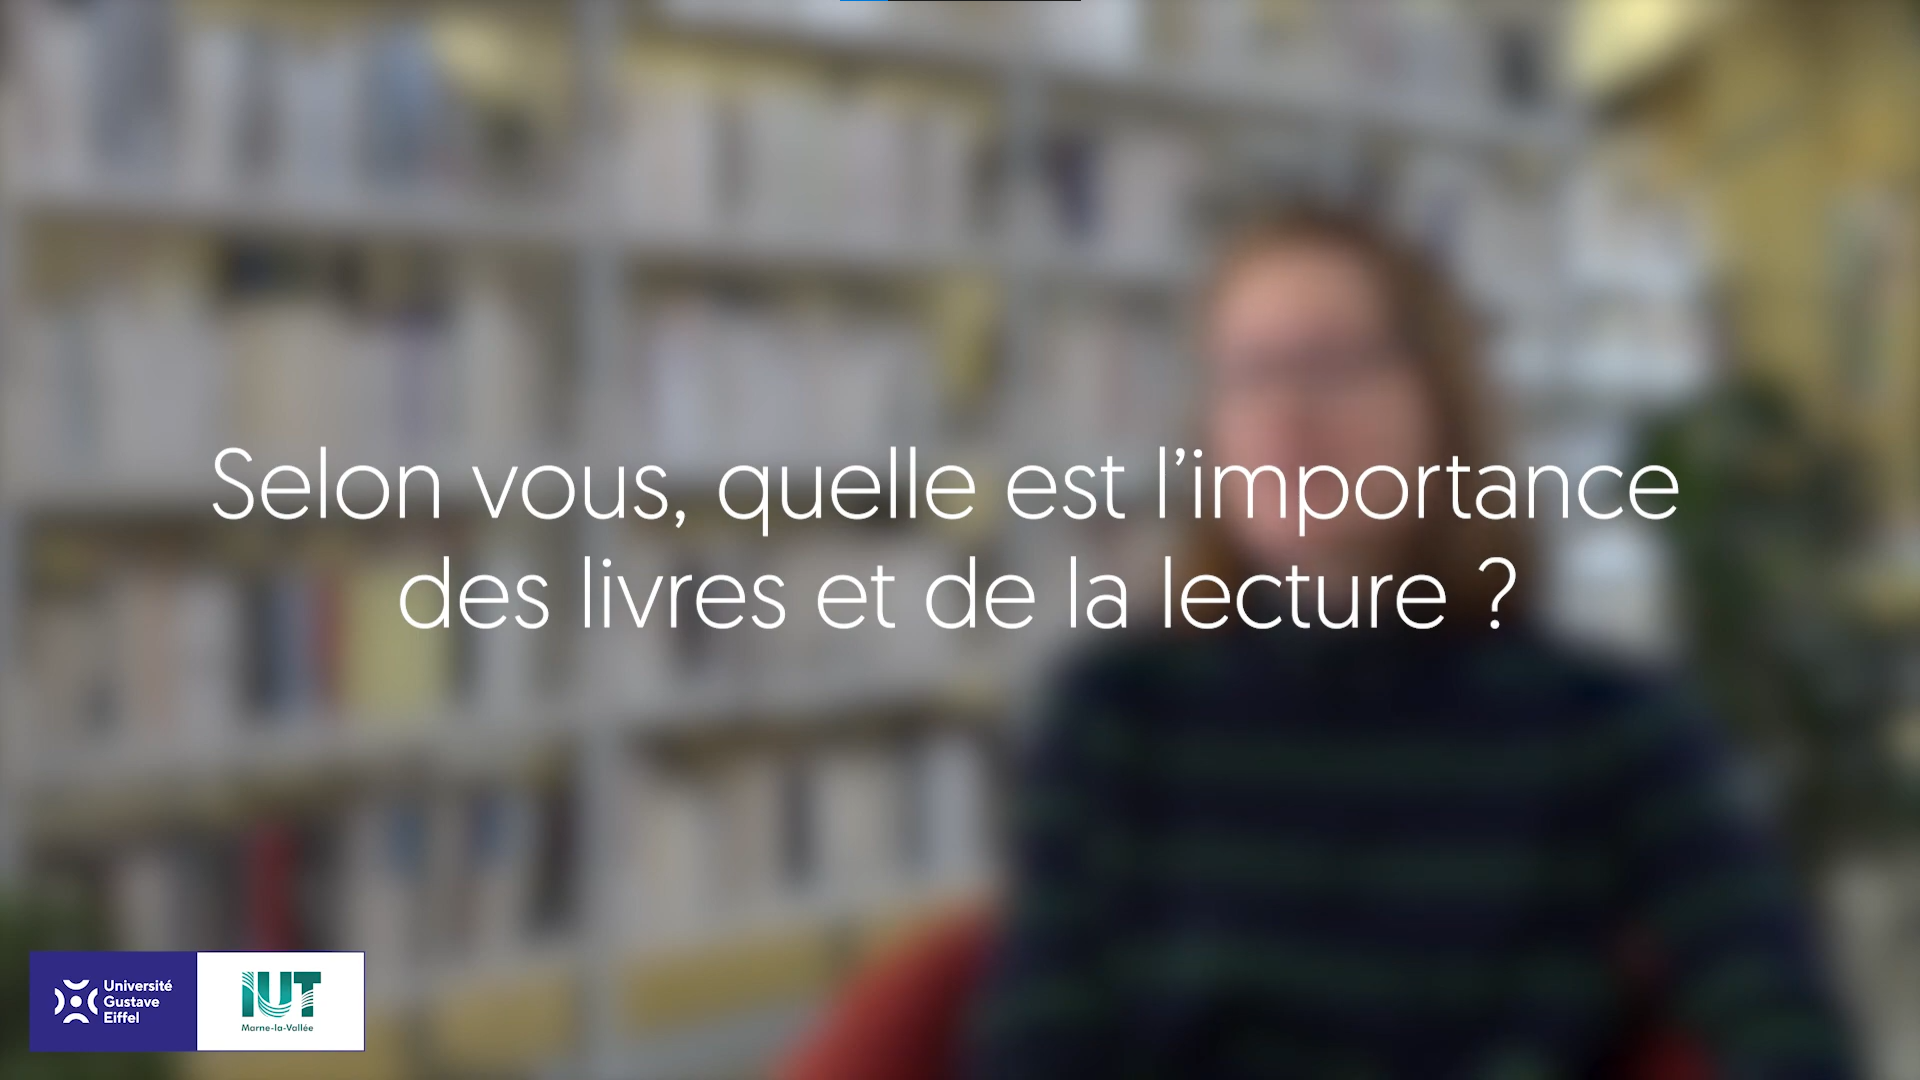 Selon vous, quelle est l’importance
des livres et de la lecture ?
Université
Gustave
Eiffel
IUT
Marne-la-Vallée